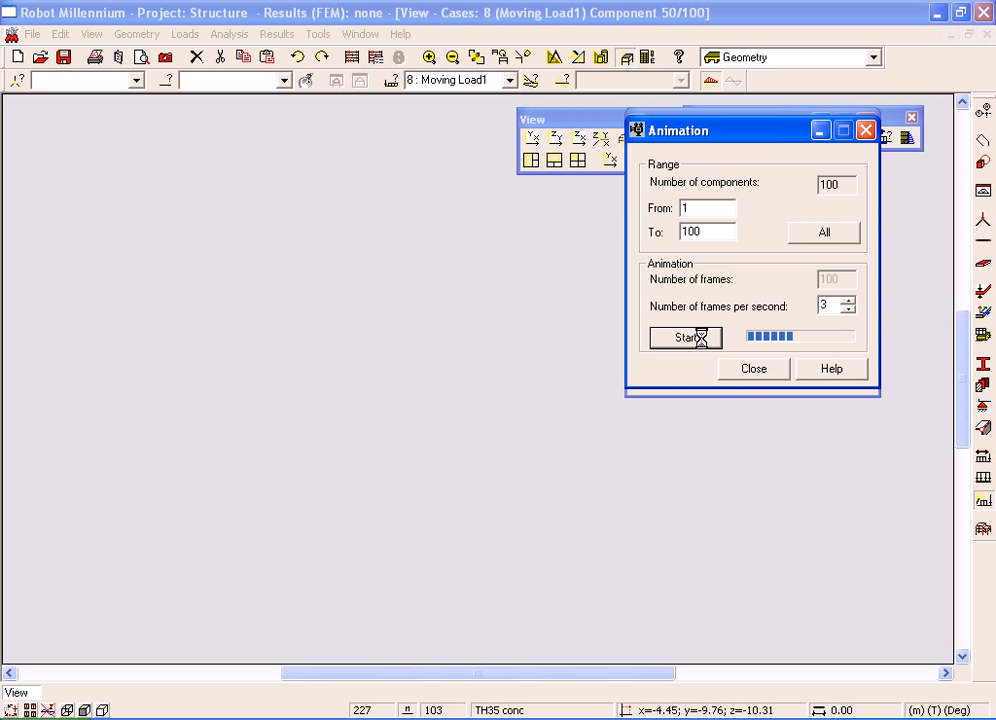 Robot Millennium - Project: Structure - Results (FEM): none - [View - Cases: 8 (Moving Load1) Component 50/100]
File Edit View Geometry Loads Analysis Results Tools Window Help
Geometry
8 : Moving Load1
View
Animation
Range
Number of components: 100
From: 1
To: 100 All
Animation
Number of frames: 100
Number of frames per second: 3
Start
Close Help
View
227 n 103 TH35 conc x=-4.45; y=-9.76; z=-10.31 0.00 (m) (T) (Deg)